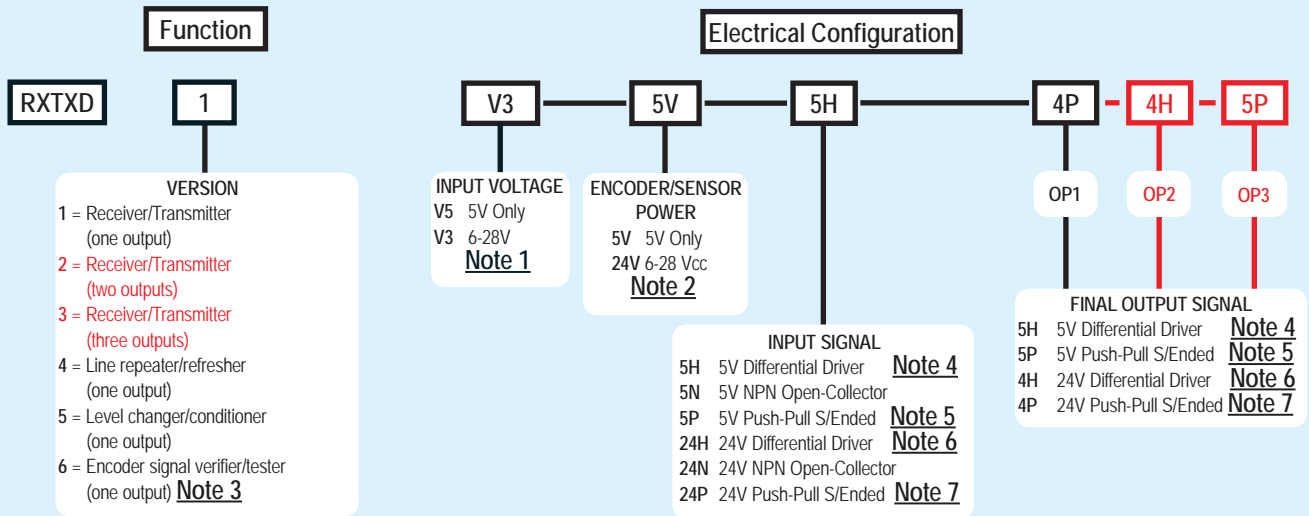 Function
Electrical Configuration
RXTXD
1
V3
5V
5H
4P
4H
5P
VERSION
1 = Receiver/Transmitter
(one output)
2 = Receiver/Transmitter
(two outputs)
3 = Receiver/Transmitter
(three outputs)
4 = Line repeater/refresher
(one output)
5 = Level changer/conditioner
(one output)
6 = Encoder signal verifier/tester
(one output) Note 3
INPUT VOLTAGE
V5 5V Only
V3 6-28V
Note 1
ENCODER/SENSOR
POWER
5V 5V Only
24V 6-28 Vcc
Note 2
INPUT SIGNAL
5H 5V Differential Driver Note 4
5N 5V NPN Open-Collector
5P 5V Push-Pull S/Ended Note 5
24H 24V Differential Driver Note 6
24N 24V NPN Open-Collector
24P 24V Push-Pull S/Ended Note 7
OP1
OP2
OP3
FINAL OUTPUT SIGNAL
5H 5V Differential Driver Note 4
5P 5V Push-Pull S/Ended Note 5
4H 24V Differential Driver Note 6
4P 24V Push-Pull S/Ended Note 7